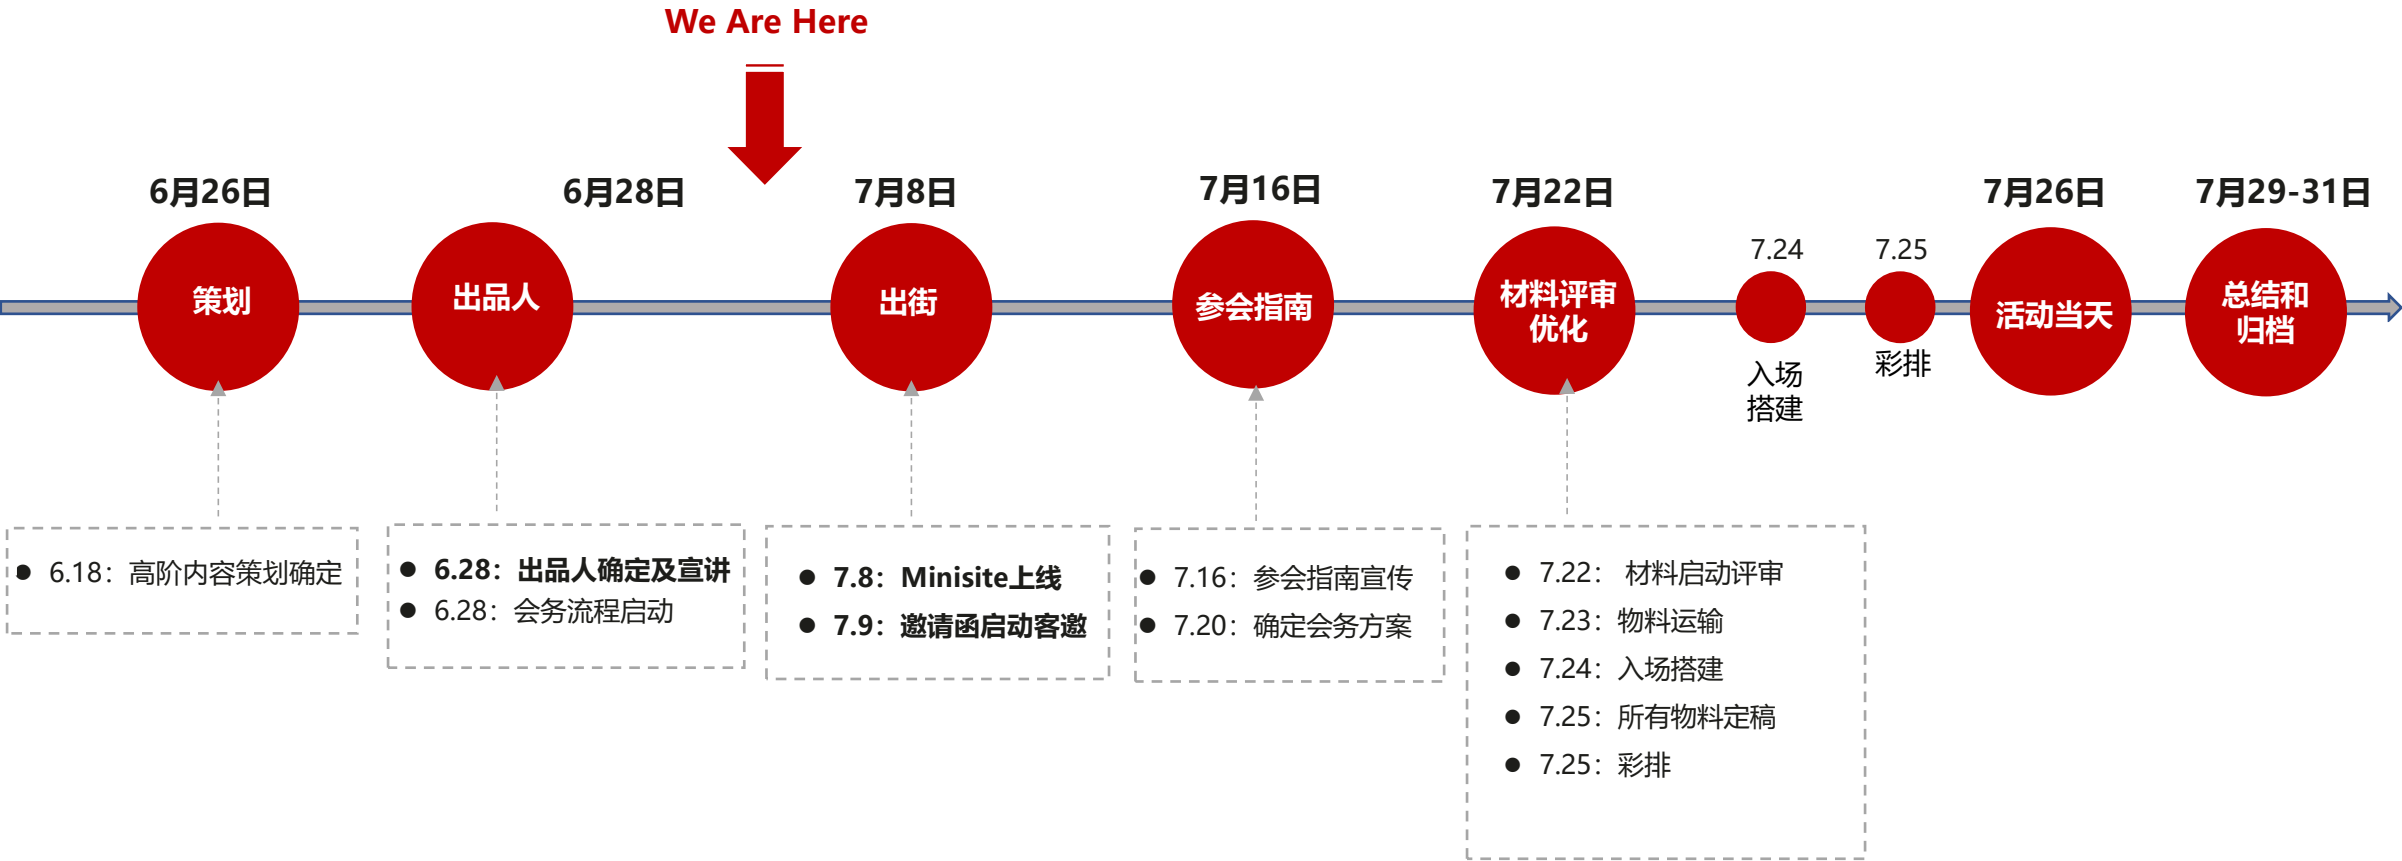 We Are Here
6月26日
6月28日
7月8日
7月16日
7月22日
7月26日
7月29-31日
7.24
7.25
策划
出品人
出街
参会指南
材料评审
优化
入场
搭建
彩排
活动当天
总结和
归档
6.18：高阶内容策划确定
6.28：出品人确定及宣讲
6.28：会务流程启动
7.8：Minisite上线
7.9：邀请函启动客邀
7.16：参会指南宣传
7.20：确定会务方案
7.22： 材料启动评审
7.23：物料运输
7.24：入场搭建
7.25：所有物料定稿
7.25：彩排